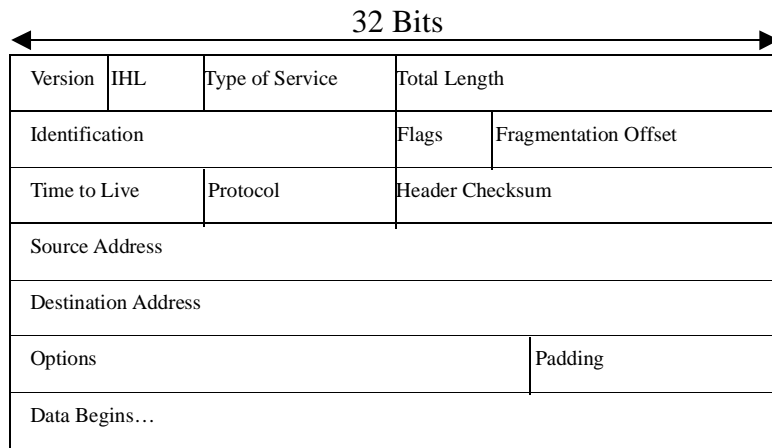 32 Bits
Version IHL Type of Service Total Length
Identification Flags Fragmentation Offset
Time to Live Protocol Header Checksum
Source Address
Destination Address
Options Padding
Data Begins…